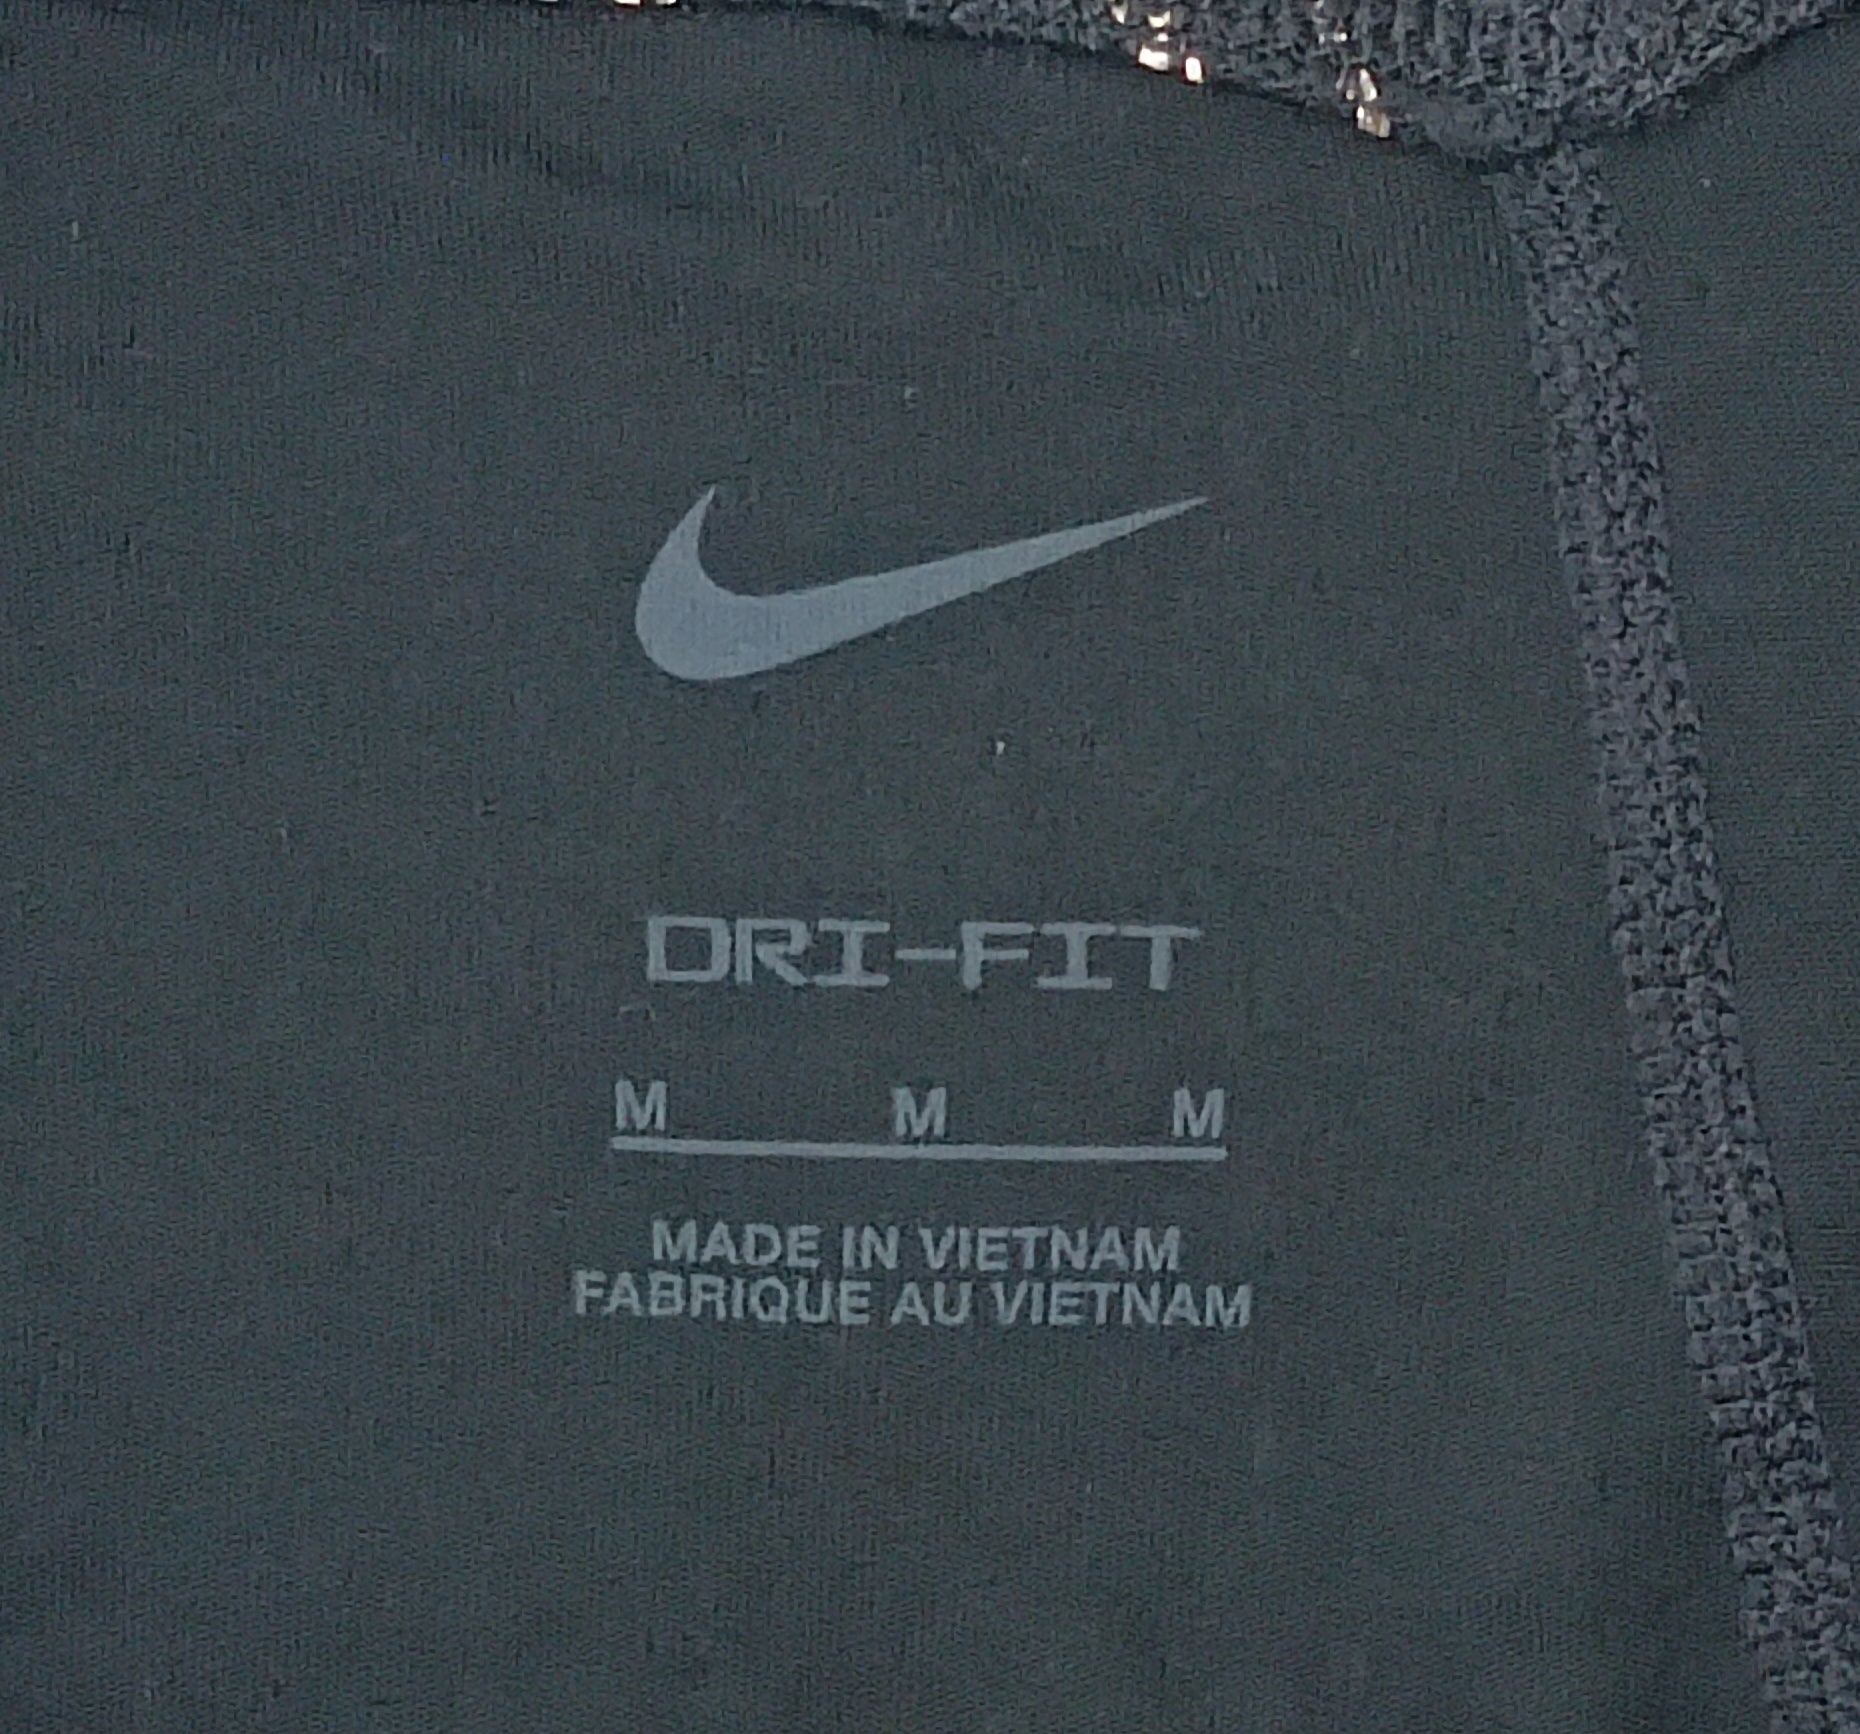 DRI-FIT
M M M
MADE IN VIETNAM
FABRIQUE AU VIETNAM